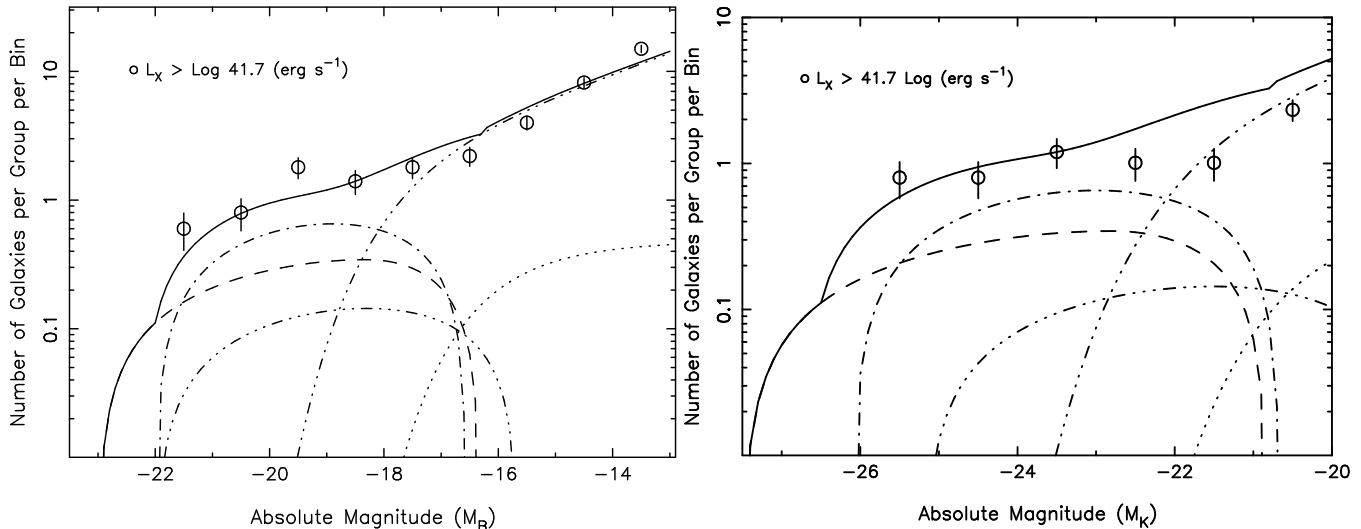 Number of Galaxies per Group per Bin
10
1
0.1
○ L_X > Log 41.7 (erg s⁻¹)
−22 −20 −18 −16 −14
Absolute Magnitude (M_B)
Number of Galaxies per Group per Bin
10
1
0.1
○ L_X > 41.7 Log (erg s⁻¹)
−26 −24 −22 −20
Absolute Magnitude (M_K)